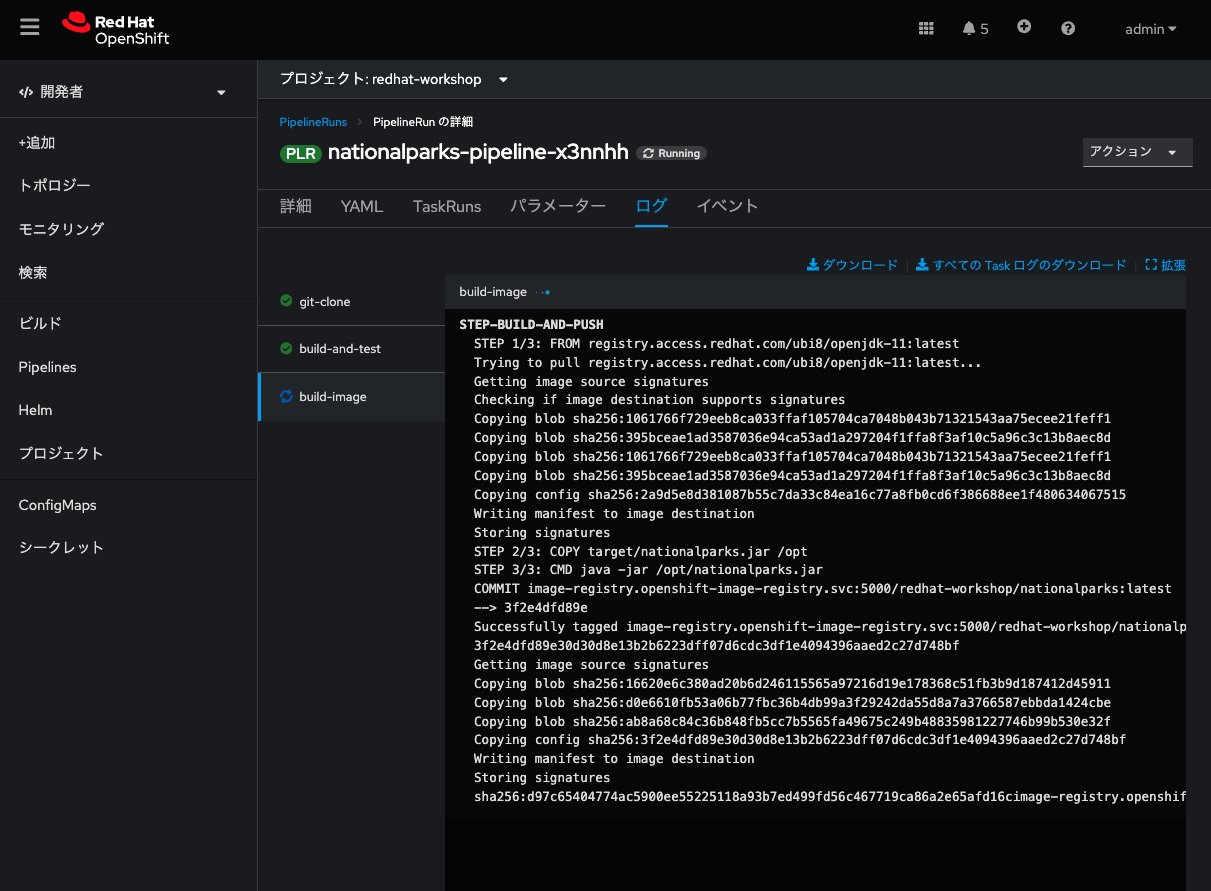 Red Hat
OpenShift
5
admin
開発者
+追加
トポロジー
モニタリング
検索
ビルド
Pipelines
Helm
プロジェクト
ConfigMaps
シークレット
プロジェクト: redhat-workshop
PipelineRuns > PipelineRun の詳細
PLR nationalparks-pipeline-x3nnhh Running
アクション
詳細 YAML TaskRuns パラメーター ログ イベント
ダウンロード | すべての Task ログのダウンロード | 拡張
git-clone
build-and-test
build-image
build-image
STEP-BUILD-AND-PUSH
STEP 1/3: FROM registry.access.redhat.com/ubi8/openjdk-11:latest
Trying to pull registry.access.redhat.com/ubi8/openjdk-11:latest...
Getting image source signatures
Checking if image destination supports signatures
Copying blob sha256:1061766f729eeb8ca033ffaf105704ca7048b043b71321543aa75ecee21feff1
Copying blob sha256:395bceae1ad3587036e94ca53ad1a297204f1ffa8f3af10c5a96c3c13b8aec8d
Copying blob sha256:1061766f729eeb8ca033ffaf105704ca7048b043b71321543aa75ecee21feff1
Copying blob sha256:395bceae1ad3587036e94ca53ad1a297204f1ffa8f3af10c5a96c3c13b8aec8d
Copying config sha256:2a9d5e8d381087b55c7da33c84ea16c77a8fb0cd6f386688ee1f480634067515
Writing manifest to image destination
Storing signatures
STEP 2/3: COPY target/nationalparks.jar /opt
STEP 3/3: CMD java -jar /opt/nationalparks.jar
COMMIT image-registry.openshift-image-registry.svc:5000/redhat-workshop/nationalparks:latest
--> 3f2e4dfd89e
Successfully tagged image-registry.openshift-image-registry.svc:5000/redhat-workshop/nationalp
3f2e4dfd89e30d30d8e13b2b6223dff07d6cdc3df1e4094396aaed2c27d748bf
Getting image source signatures
Copying blob sha256:16620e6c380ad20b6d246115565a97216d19e178368c51fb3b9d187412d45911
Copying blob sha256:d0e6610fb53a06b77fbc36b4db99a3f29242da55d8a7a3766587ebbda1424cbe
Copying blob sha256:ab8a68c84c36b848fb5cc7b5565fa49675c249b48835981227746b99b530e32f
Copying config sha256:3f2e4dfd89e30d30d8e13b2b6223dff07d6cdc3df1e4094396aaed2c27d748bf
Writing manifest to image destination
Storing signatures
sha256:d97c65404774ac5900ee55225118a93b7ed499fd56c467719ca86a2e65afd16cimage-registry.openshif